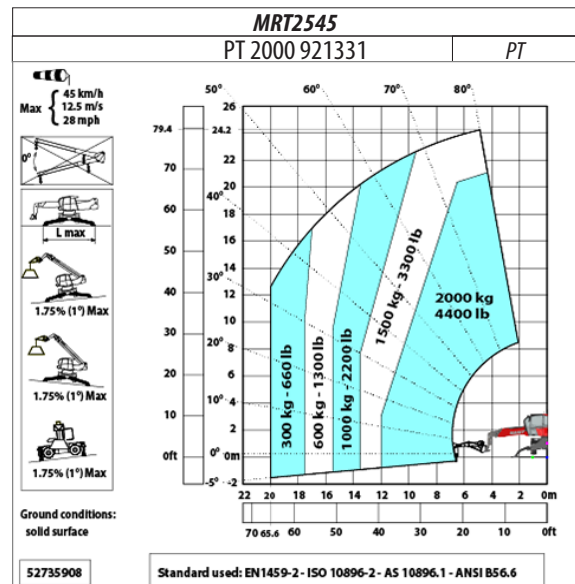 MRT2545
PT 2000 921331
PT
Max
45 km/h
12.5 m/s
28 mph
0°
L max
1.75% (1°) Max
1.75% (1°) Max
1.75% (1°) Max
Ground conditions:
solid surface
50° 60° 70° 80°
40°
30°
20°
10°
0°
-5°
79.4
70
60
50
40
30
20
10
0ft
26
24.2
22
20
18
16
14
12
10
8
6
4
2
0m
-2
300 kg - 660 lb
600 kg - 1300 lb
1000 kg - 2200 lb
1500 kg - 3300 lb
2000 kg
4400 lb
22 20 18 16 14 12 10 8 6 4 2 0m
70 65.6 60 50 40 30 20 10 0ft
52735908
Standard used: EN1459-2 - ISO 10896-2 - AS 10896.1 - ANSI B56.6